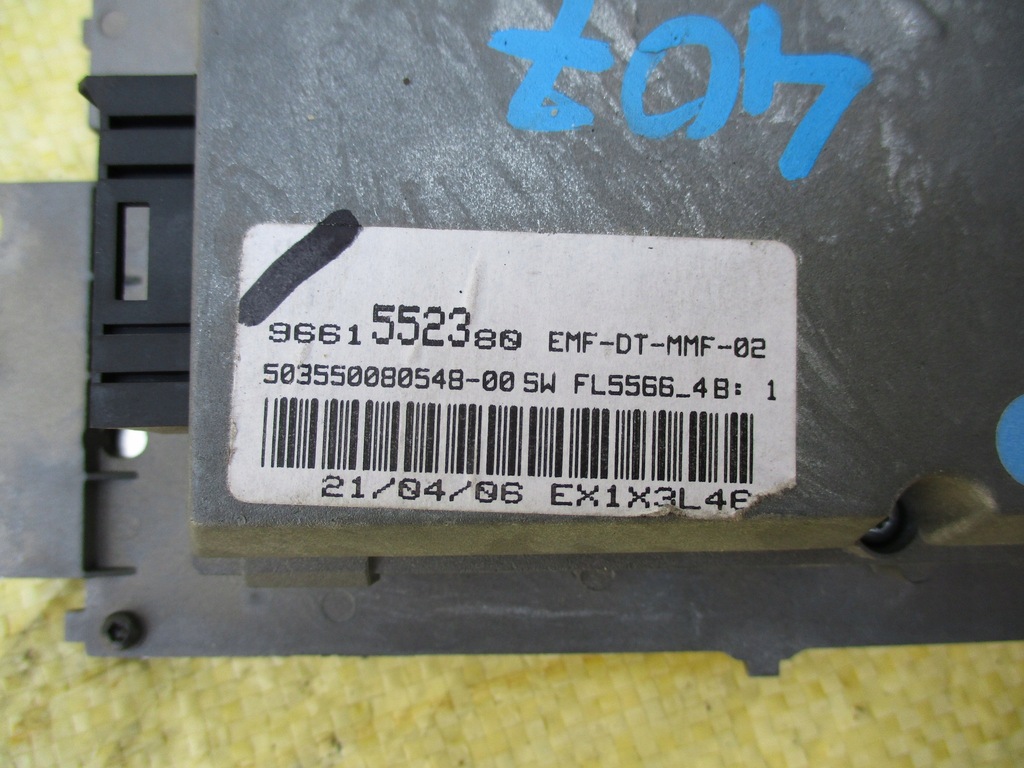 407
9661552380 EMF-DT-MMF-02
503550080548-00 SW FL5566_4B: 1
21/04/06 EX1X3L46